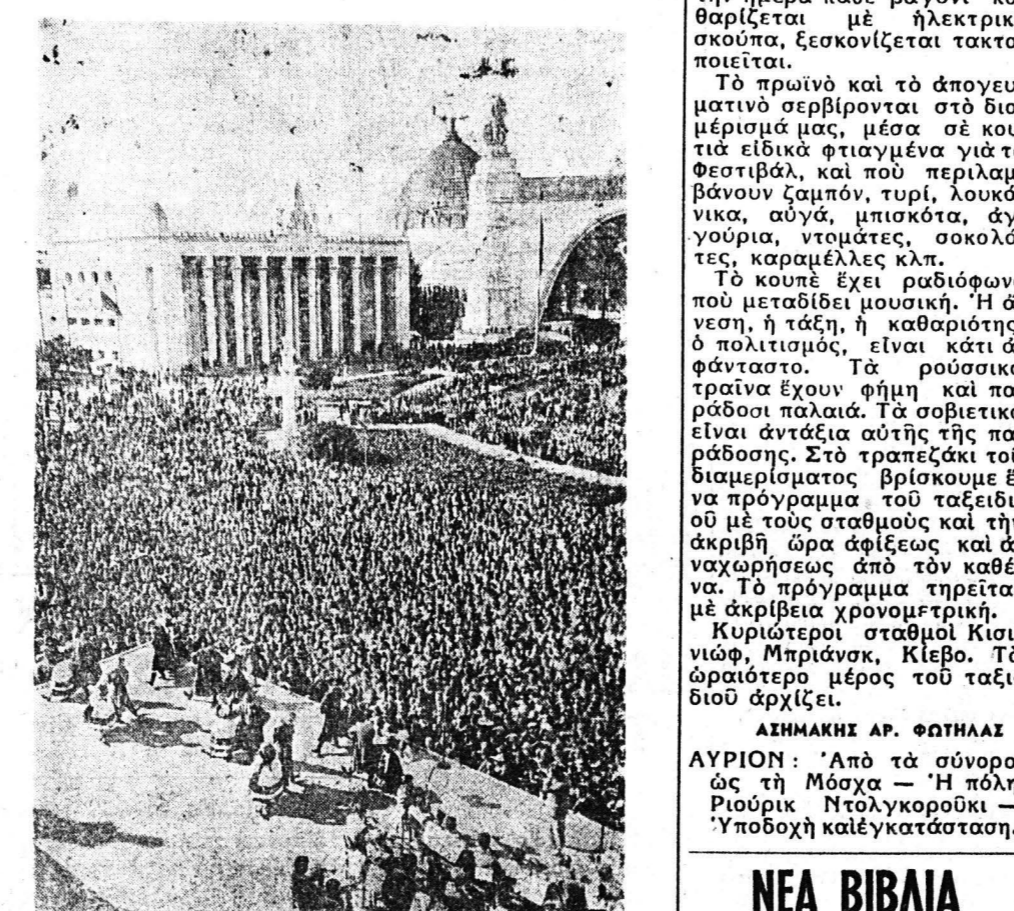 θαρίζεται μὲ ἠλεκτρικ
σκούπα, ξεσκονίζεται τακτο
ποιεῖται.
Τὸ πρωϊνὸ καὶ τὸ ἀπογευ
ματινὸ σερβίρονται στὸ δια
μέρισμά μας, μέσα σὲ κου
τιὰ εἰδικὰ φτιαγμένα γιὰ τ
Φεστιβάλ, καὶ ποὺ περιλαμ
βάνουν ζαμπόν, τυρί, λουκά
νικα, αὐγά, μπισκότα, ἀγ
γούρια, ντομάτες, σοκολά
τες, καραμέλλες κλπ.
Τὸ κουπὲ ἔχει ραδιόφων
ποὺ μεταδίδει μουσική. Ἡ ἄ
νεση, ἡ τάξη, ἡ καθαριότης
ὁ πολιτισμός, εἶναι κάτι ἀ
φάνταστο. Τὰ ρούσσικα
τραῖνα ἔχουν φήμη καὶ πα
ράδοσι παλαιά. Τὰ σοβιετικὰ
εἶναι ἀντάξια αὐτῆς τῆς πα
ράδοσης. Στὸ τραπεζάκι τοῦ
διαμερίσματος βρίσκουμε ἕ
να πρόγραμμα τοῦ ταξειδι
οῦ μὲ τοὺς σταθμοὺς καὶ τὴν
ἀκριβῆ ὥρα ἀφίξεως καὶ ἀ
ναχωρήσεως ἀπὸ τὸν καθέ
να. Τὸ πρόγραμμα τηρεῖται
μὲ ἀκρίβεια χρονομετρική.
Κυριώτεροι σταθμοὶ Κισι
νιώφ, Μπριάνσκ, Κίεβο. Τὸ
ὡραιότερο μέρος τοῦ ταξι
διοῦ ἀρχίζει.
ΑΣΗΜΑΚΗΣ ΑΡ. ΦΩΤΗΛΑΣ
ΑΥΡΙΟΝ : Ἀπὸ τὰ σύνορα
ὡς τὴ Μόσχα — Ἡ πόλη
Ριούρικ Ντολγκοροῦκι —
Ὑποδοχὴ καὶ ἐγκατάσταση.
ΝΕΑ ΒΙΒΛΙΑ